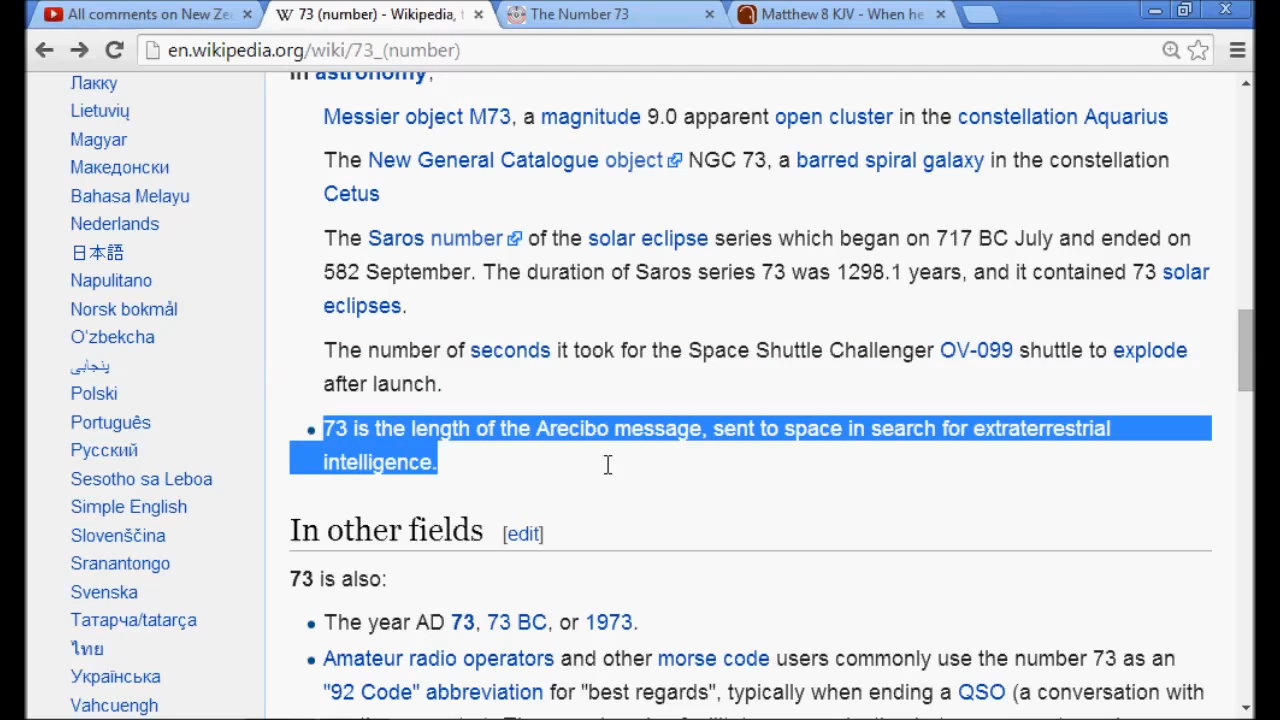 All comments on New Ze
73 (number) - Wikipedia, t
The Number 73
Matthew 8 KJV - When he
en.wikipedia.org/wiki/73_(number)
Лакку
Lietuvių
Magyar
Македонски
Bahasa Melayu
Nederlands
日本語
Napulitano
Norsk bokmål
Oʻzbekcha
پنجابی
Polski
Português
Русский
Sesotho sa Leboa
Simple English
Slovenščina
Sranantongo
Svenska
Татарча/tatarça
ไทย
Українська
Vahcuengh
In astronomy,
Messier object M73, a magnitude 9.0 apparent open cluster in the constellation Aquarius
The New General Catalogue object NGC 73, a barred spiral galaxy in the constellation
Cetus
The Saros number of the solar eclipse series which began on 717 BC July and ended on
582 September. The duration of Saros series 73 was 1298.1 years, and it contained 73 solar
eclipses.
The number of seconds it took for the Space Shuttle Challenger OV-099 shuttle to explode
after launch.
• 73 is the length of the Arecibo message, sent to space in search for extraterrestrial
intelligence.
In other fields [edit]
73 is also:
• The year AD 73, 73 BC, or 1973.
• Amateur radio operators and other morse code users commonly use the number 73 as an
"92 Code" abbreviation for "best regards", typically when ending a QSO (a conversation with